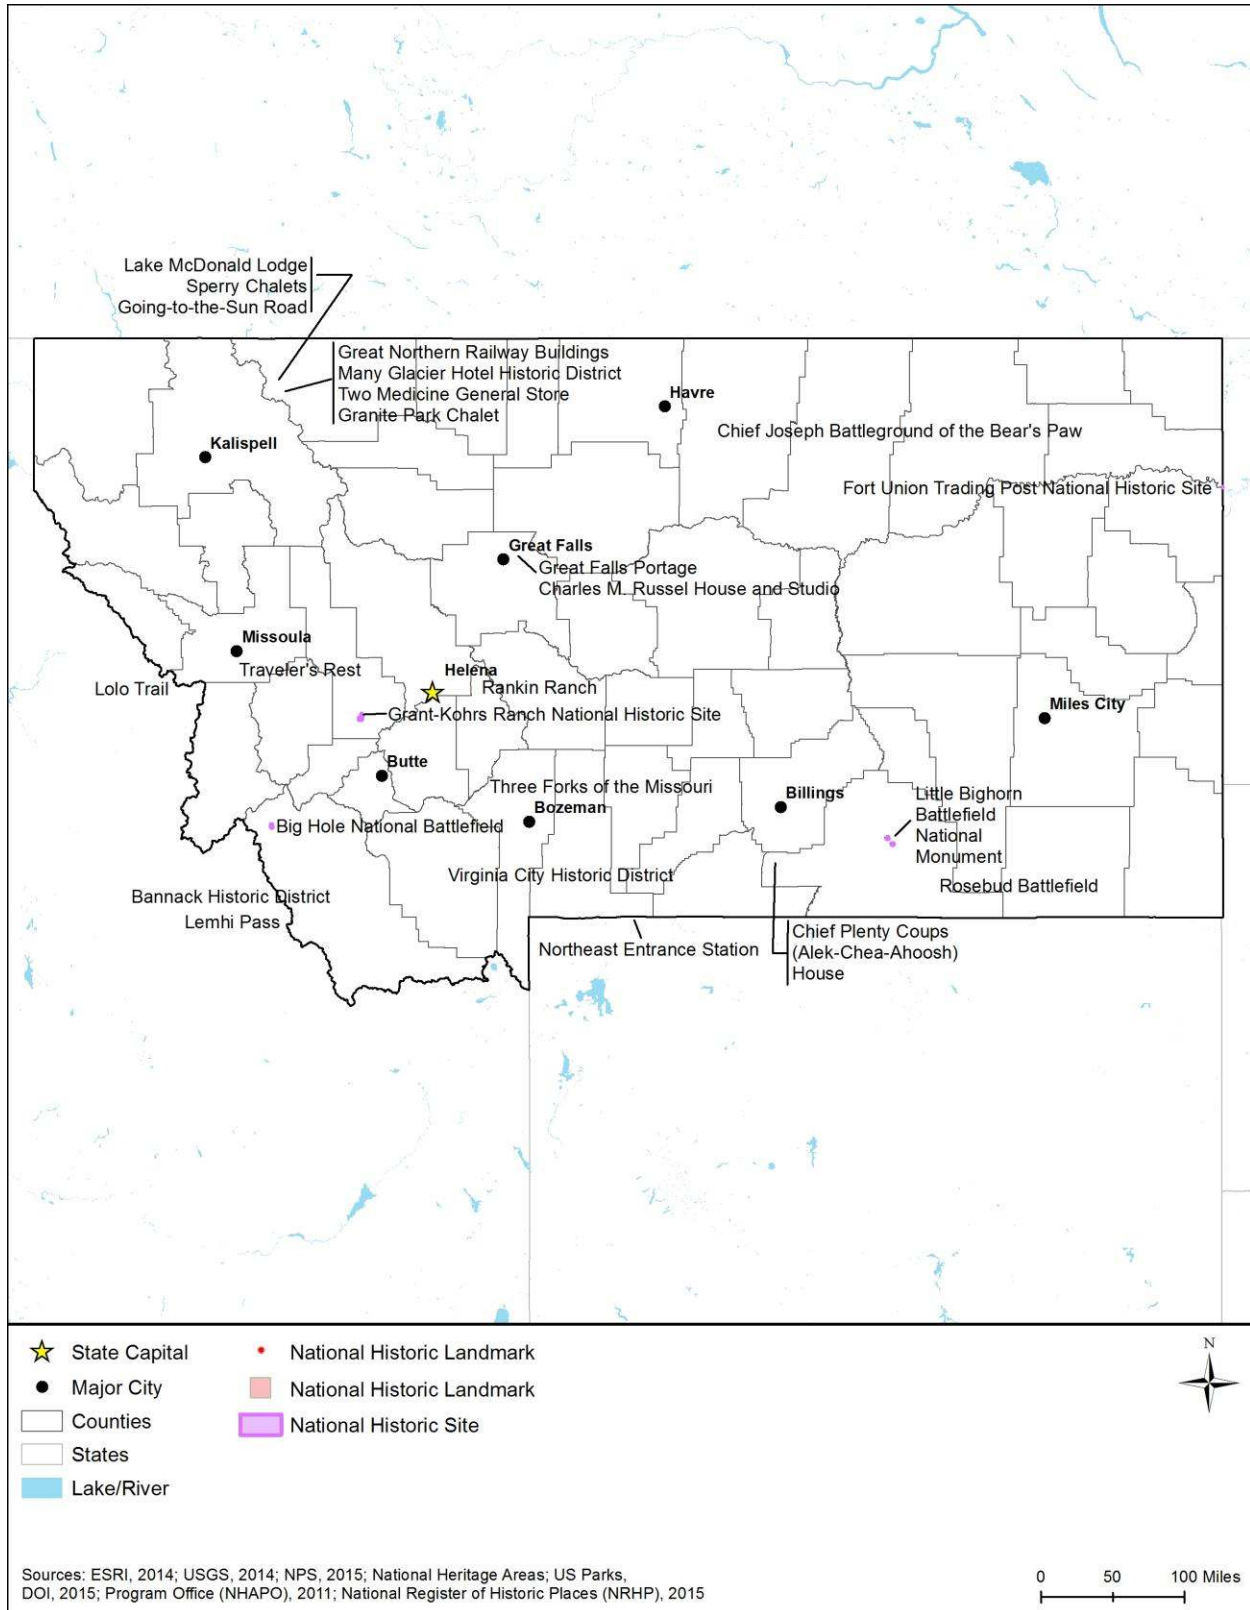 Lake McDonald Lodge
Sperry Chalets
Going-to-the-Sun Road
Great Northern Railway Buildings
Many Glacier Hotel Historic District
Two Medicine General Store
Granite Park Chalet
Havre
Chief Joseph Battleground of the Bear's Paw
Kalispell
Fort Union Trading Post National Historic Site
Great Falls
Great Falls Portage
Charles M. Russel House and Studio
Missoula
Traveler's Rest
Lolo Trail
Helena
Rankin Ranch
Grant-Kohrs Ranch National Historic Site
Miles City
Butte
Three Forks of the Missouri
Bozeman
Billings
Little Bighorn
Battlefield
National
Monument
Big Hole National Battlefield
Virginia City Historic District
Rosebud Battlefield
Bannack Historic District
Lemhi Pass
Northeast Entrance Station
Chief Plenty Coups
(Alek-Chea-Ahoosh)
House
State Capital
Major City
Counties
States
Lake/River
National Historic Landmark
National Historic Landmark
National Historic Site
N
Sources: ESRI, 2014; USGS, 2014; NPS, 2015; National Heritage Areas; US Parks,
DOI, 2015; Program Office (NHAPO), 2011; National Register of Historic Places (NRHP), 2015
0 50 100 Miles